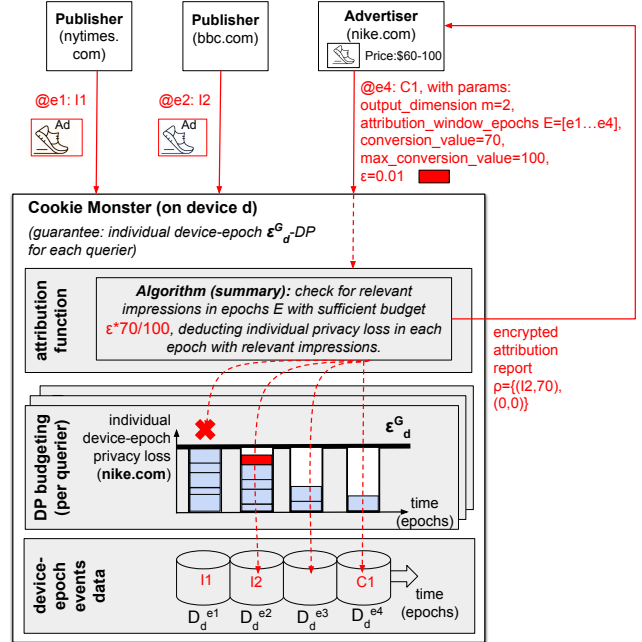 Publisher
(nytimes.
com)
Publisher
(bbc.com)
Advertiser
(nike.com)
Price:$60-100
@e1: I1
Ad
@e2: I2
Ad
@e4: C1, with params:
output_dimension m=2,
attribution_window_epochs E=[e1...e4],
conversion_value=70,
max_conversion_value=100,
ε=0.01
Cookie Monster (on device d)
(guarantee: individual device-epoch ε^G_d-DP
for each querier)
attribution
function
Algorithm (summary): check for relevant
impressions in epochs E with sufficient budget
ε*70/100, deducting individual privacy loss in each
epoch with relevant impressions.
encrypted
attribution
report
ρ={(I2,70),
(0,0)}
DP budgeting
(per querier)
individual
device-epoch
privacy loss
(nike.com)
ε^G_d
time
(epochs)
device-
epoch
events
data
I1
I2
C1
D_d^e1
D_d^e2
D_d^e3
D_d^e4
time
(epochs)